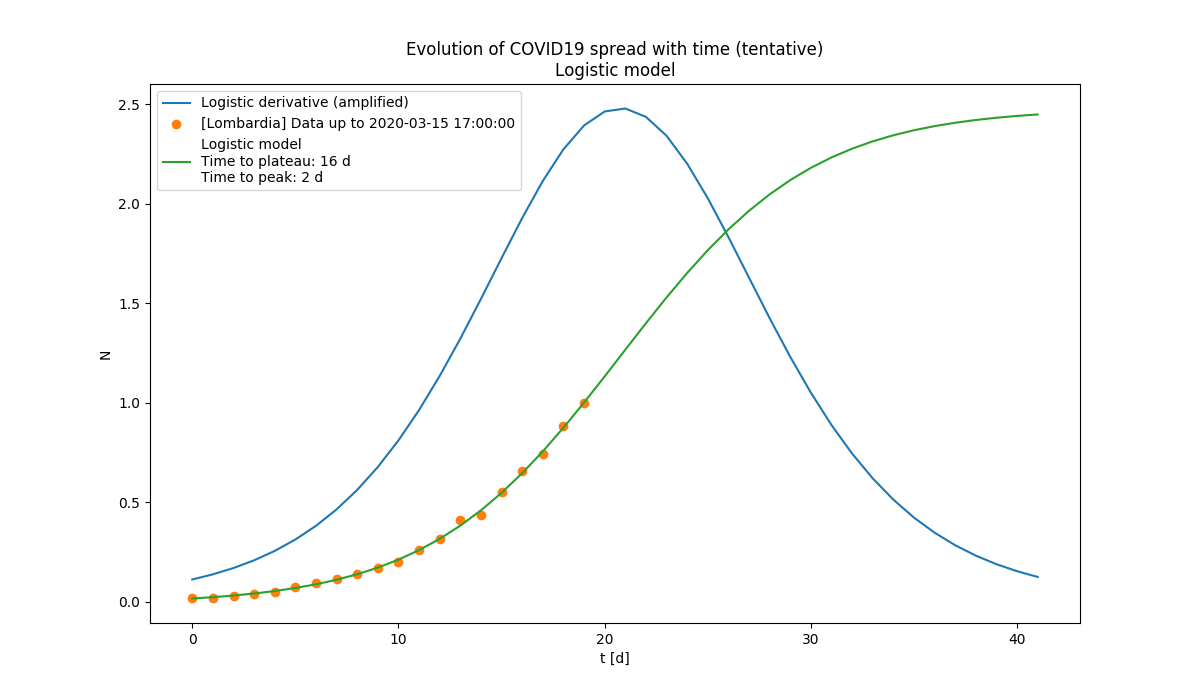 Evolution of COVID19 spread with time (tentative)
Logistic model
Logistic derivative (amplified)
[Lombardia] Data up to 2020-03-15 17:00:00
Logistic model
Time to plateau: 16 d
Time to peak: 2 d
2.5
2.0
1.5
1.0
0.5
0.0
N
0
10
20
30
40
t [d]